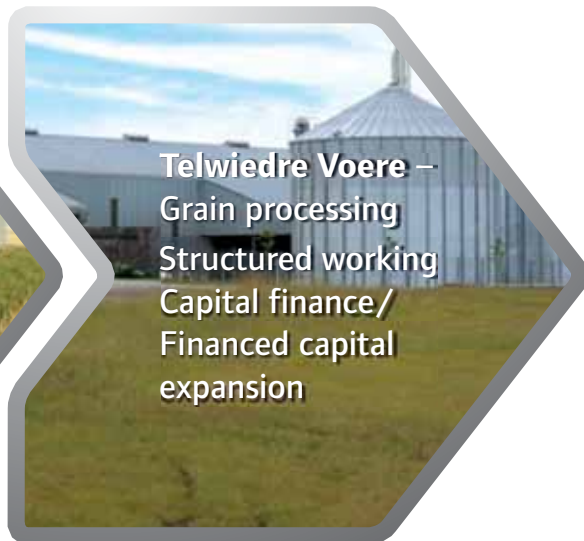 Telwiedre Voere –
Grain processing
Structured working
Capital finance/
Financed capital
expansion